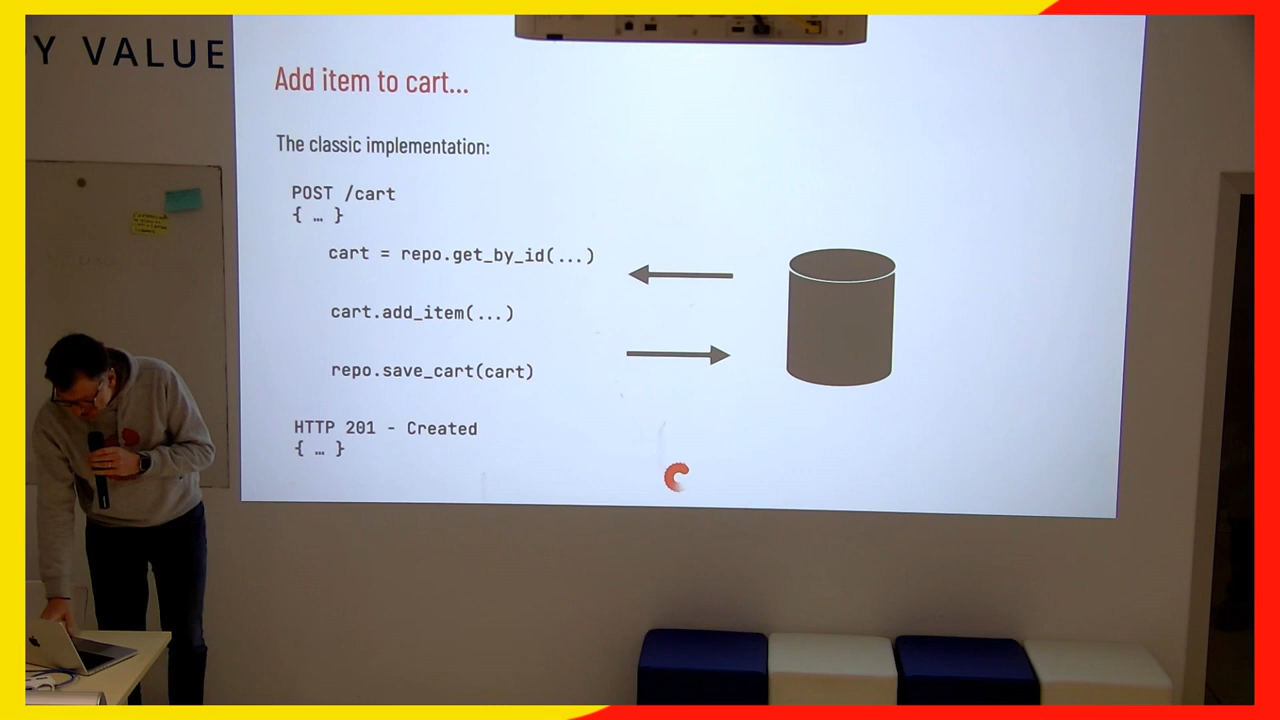 Y VALUE
Add item to cart...
The classic implementation:
POST /cart
{ … }
cart = repo.get_by_id(...)
cart.add_item(...)
repo.save_cart(cart)
HTTP 201 - Created
{ … }